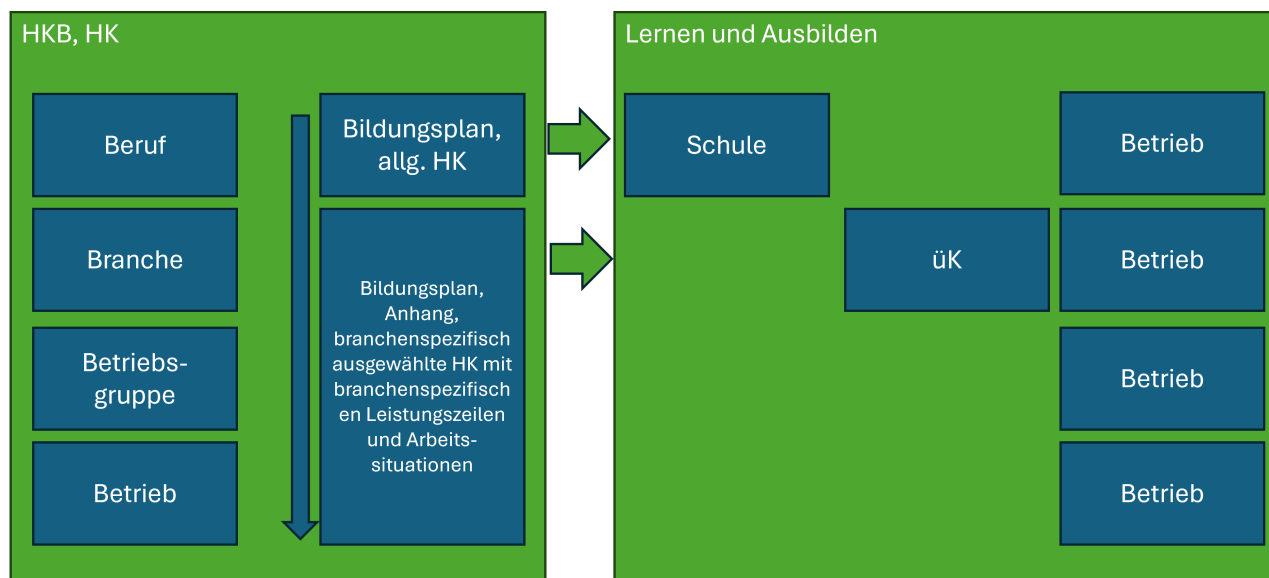 HKB, HK
Beruf
Branche
Betriebs-
gruppe
Betrieb
Bildungsplan,
allg. HK
Bildungsplan,
Anhang,
branchenspezifisch
ausgewählte HK mit
branchenspezifisch
en Leistungszeilen
und Arbeits-
situationen
Lernen und Ausbilden
Schule
üK
Betrieb
Betrieb
Betrieb
Betrieb